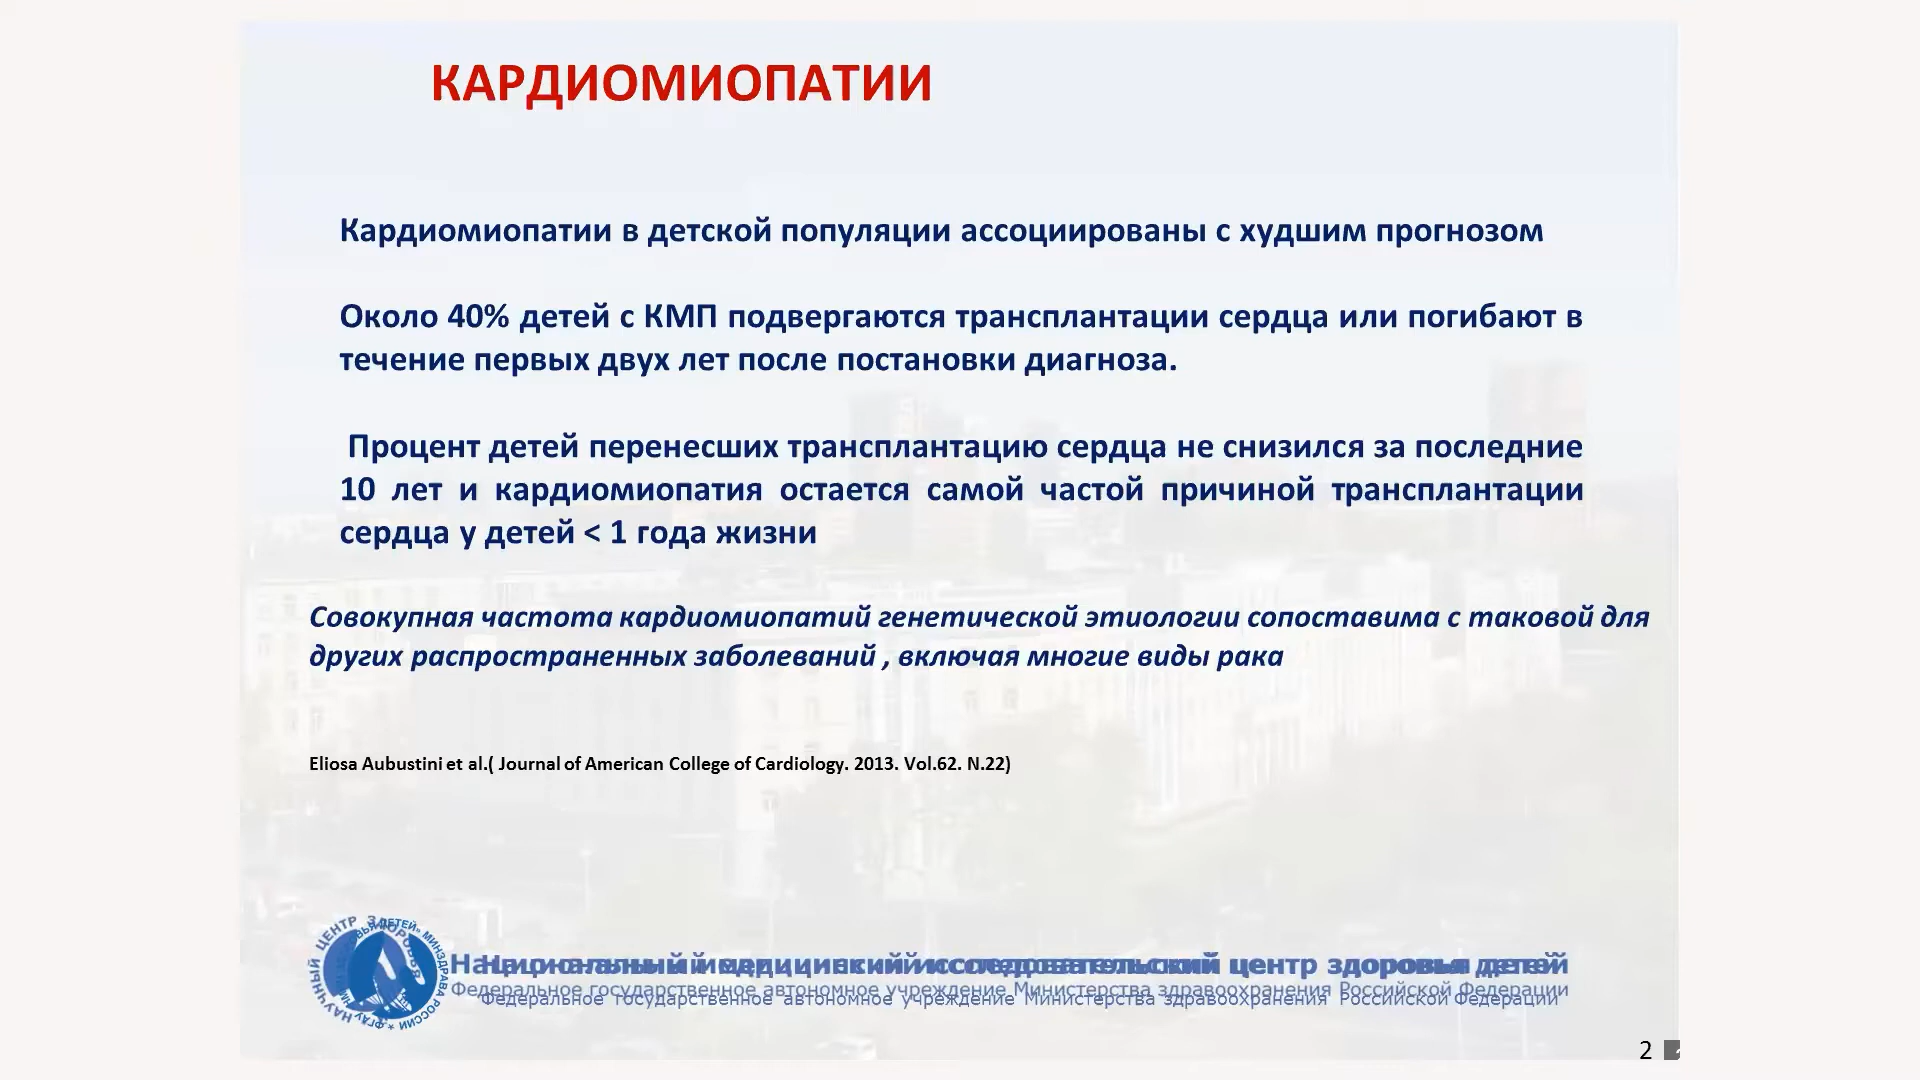 КАРДИОМИОПАТИИ
Кардиомиопатии в детской популяции ассоциированы с худшим прогнозом
Около 40% детей с КМП подвергаются трансплантации сердца или погибают в
течение первых двух лет после постановки диагноза.
Процент детей перенесших трансплантацию сердца не снизился за последние
10 лет и кардиомиопатия остается самой частой причиной трансплантации
сердца у детей < 1 года жизни
Совокупная частота кардиомиопатий генетической этиологии сопоставима с таковой для
других распространенных заболеваний , включая многие виды рака
Eliosa Aubustini et al.( Journal of American College of Cardiology. 2013. Vol.62. N.22)
Национальный медицинский исследовательский центр здоровья детей
Федеральное государственное автономное учреждение Министерства здравоохранения Российской Федерации
2